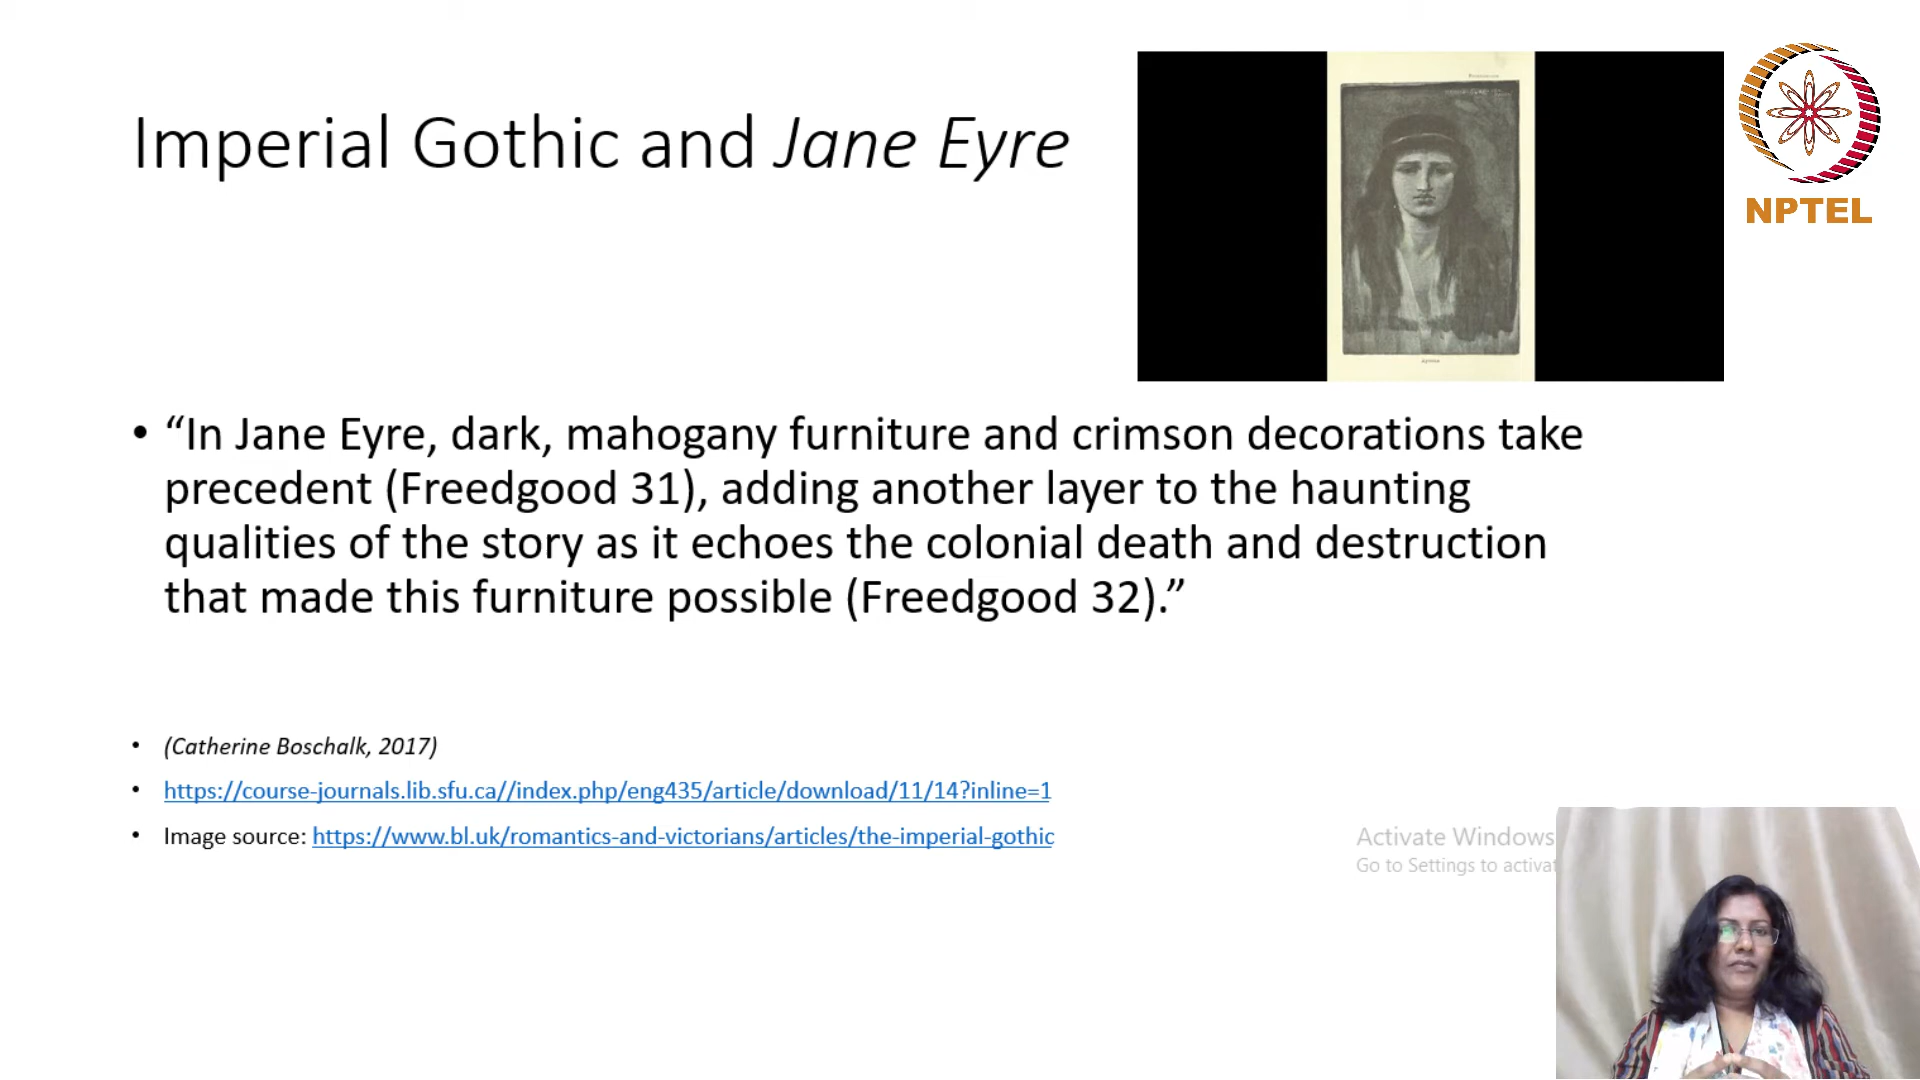 Imperial Gothic and Jane Eyre
NPTEL
• “In Jane Eyre, dark, mahogany furniture and crimson decorations take
precedent (Freedgood 31), adding another layer to the haunting
qualities of the story as it echoes the colonial death and destruction
that made this furniture possible (Freedgood 32).”
• (Catherine Boschalk, 2017)
• https://course-journals.lib.sfu.ca//index.php/eng435/article/download/11/14?inline=1
• Image source: https://www.bl.uk/romantics-and-victorians/articles/the-imperial-gothic
Activate Windows
Go to Settings to activat